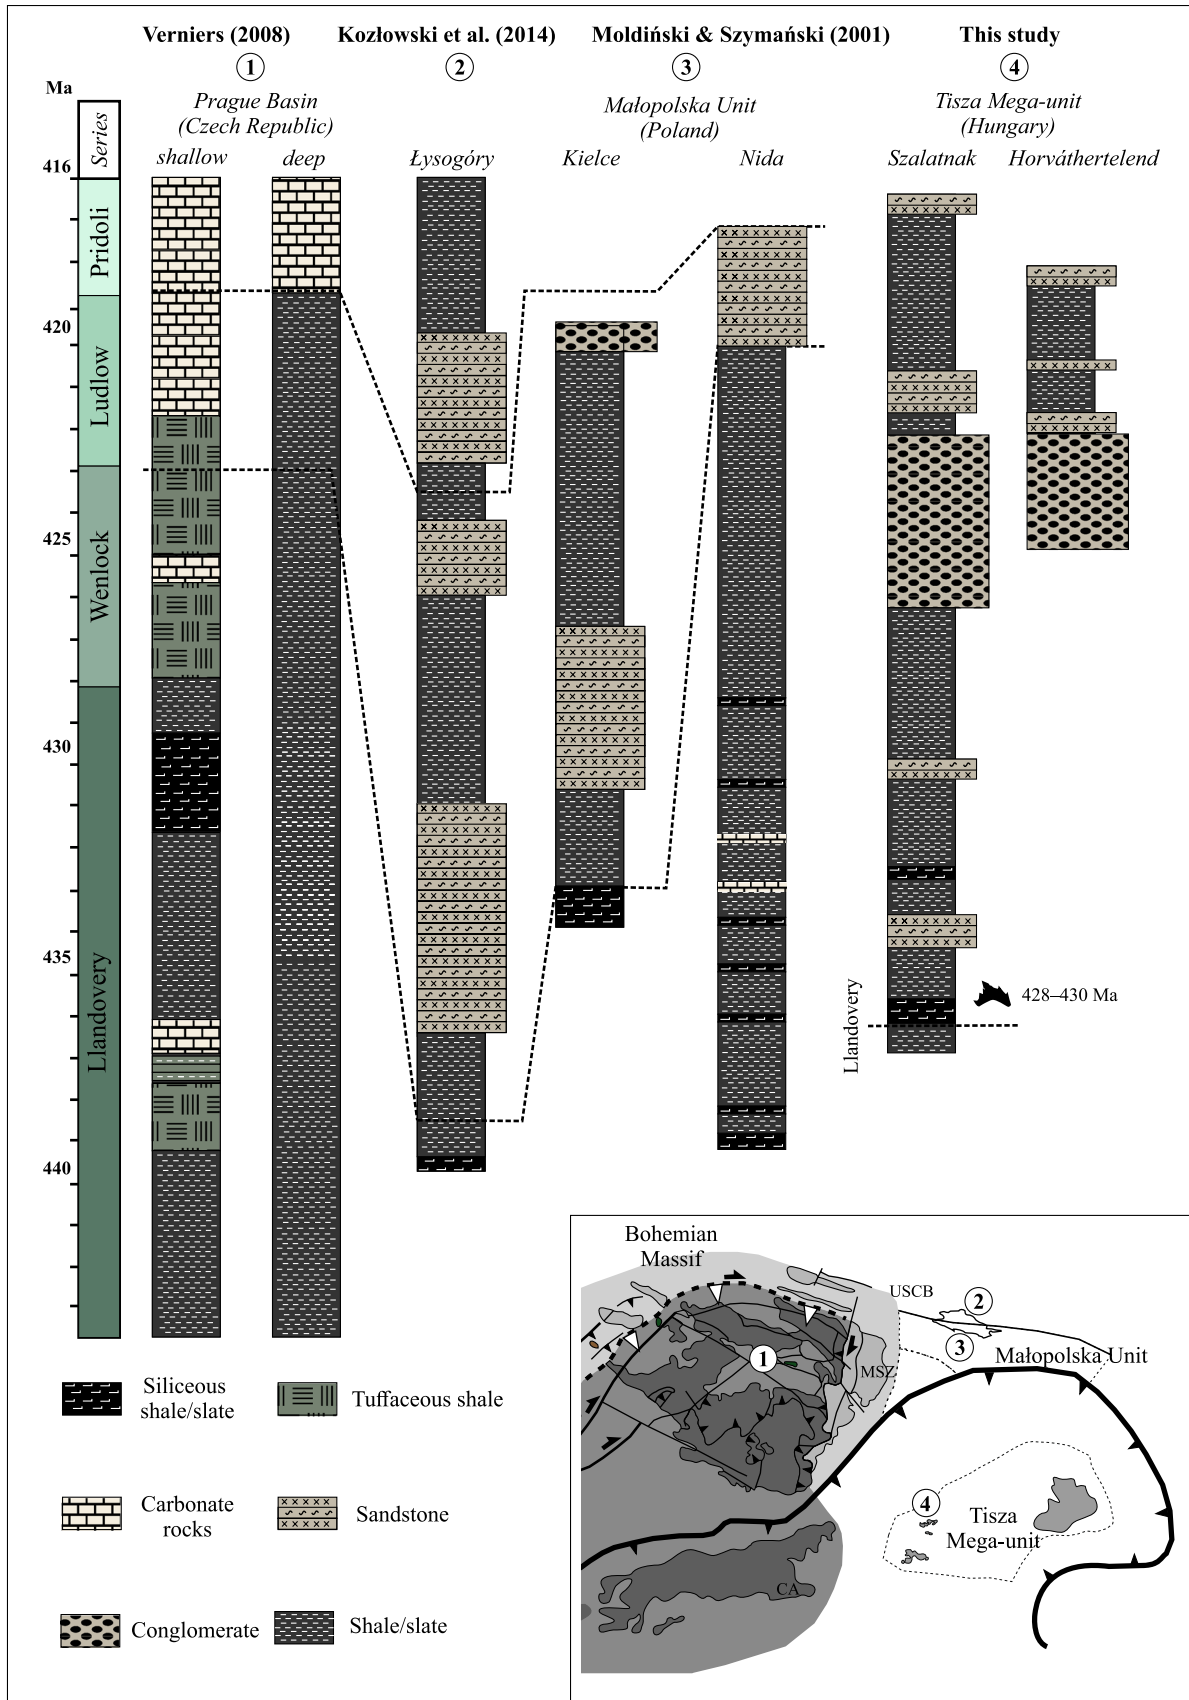 Verniers (2008)
Kozłowski et al. (2014)
Moldiński & Szymański (2001)
This study
1
2
3
4
Ma
Prague Basin
(Czech Republic)
Małopolska Unit
(Poland)
Tisza Mega-unit
(Hungary)
Series
shallow
deep
Łysogóry
Kielce
Nida
Szalatnak
Horváthertelend
416
Pridoli
420
Ludlow
425
Wenlock
430
435
Llandovery
440
Llandovery
428–430 Ma
Siliceous
shale/slate
Tuffaceous shale
Carbonate
rocks
Sandstone
Conglomerate
Shale/slate
Bohemian
Massif
USCB
2
3
Małopolska Unit
1
MSZ
4
Tisza
Mega-unit
CA